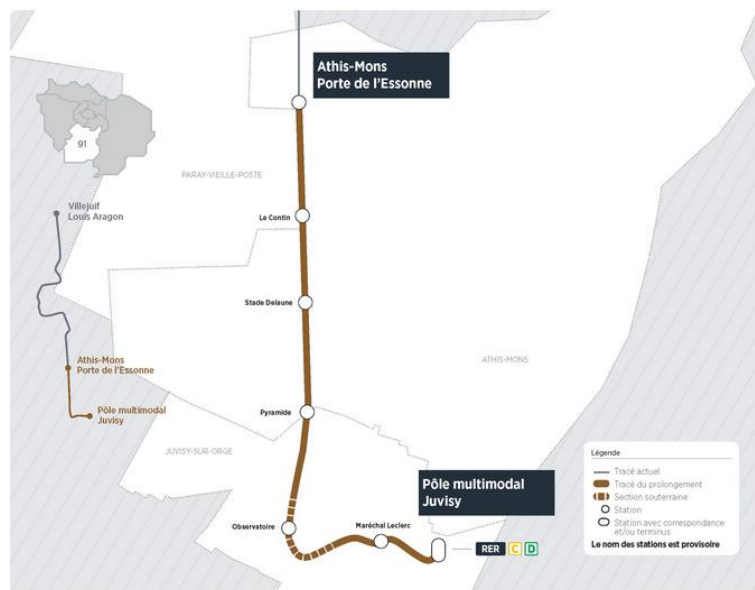 Athis-Mons
Porte de l'Essonne
91
PARAY-VIEILLE-POSTE
Villejuif
Louis Aragon
Le Contin
Stade Delaune
Athis-Mons
Porte de l'Essonne
ATHIS-MONS
Pôle multimodal
Juvisy
Pyramide
JUVISY-SUR-ORGE
Pôle multimodal
Juvisy
Observatoire
Maréchal Leclerc
RER C D
Légende
Tracé actuel
Tracé du prolongement
Section souterraine
Station
Station avec correspondance
et/ou terminus
Le nom des stations est provisoire